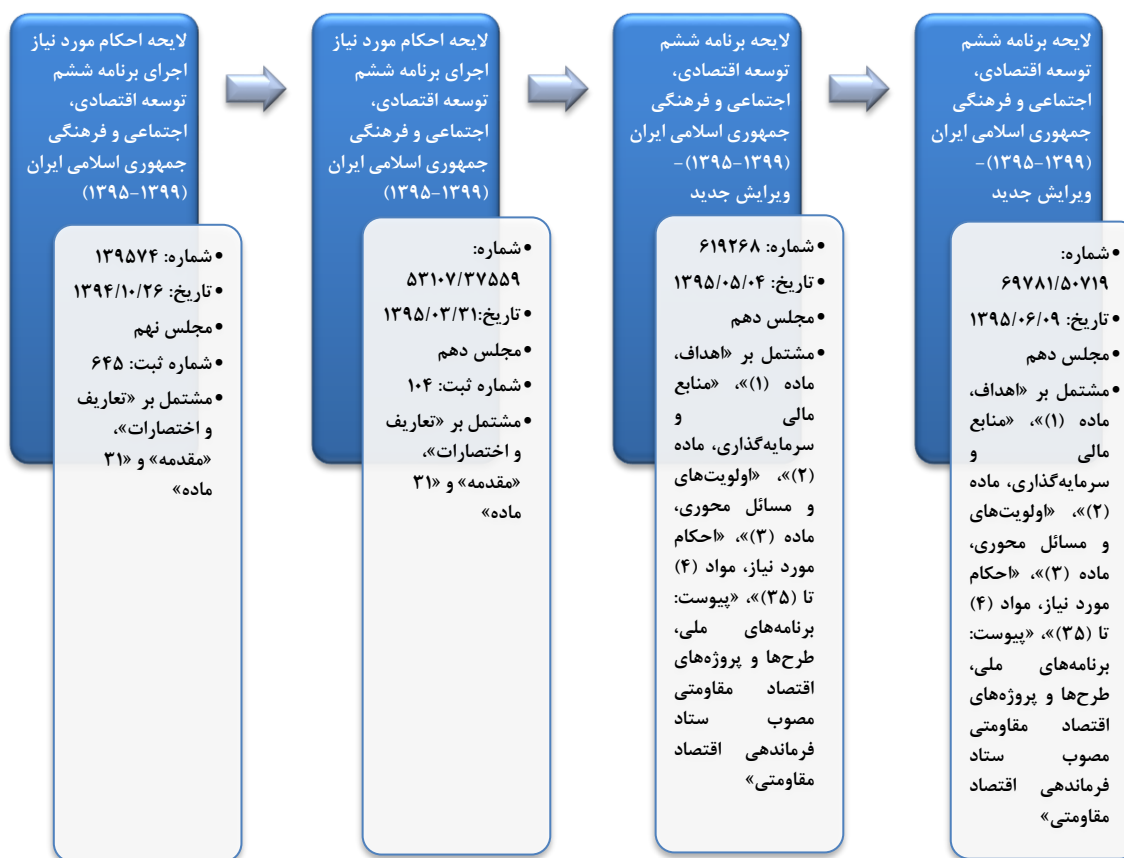 لایحه احکام مورد نیاز
اجرای برنامه ششم
توسعه اقتصادی،
اجتماعی و فرهنگی
جمهوری اسلامی ایران
(۱۳۹۵-۱۳۹۹)
•شماره: ۱۳۹۵۷۴
•تاریخ: ۱۳۹۴/۱۰/۲۶
•مجلس نهم
•شماره ثبت: ۶۴۵
•مشتمل بر «تعاریف
و اختصارات»،
«مقدمه» و «۳۱
ماده»
لایحه احکام مورد نیاز
اجرای برنامه ششم
توسعه اقتصادی،
اجتماعی و فرهنگی
جمهوری اسلامی ایران
(۱۳۹۵-۱۳۹۹)
•شماره:
۵۳۱۰۷/۳۷۵۵۹
•تاریخ:۱۳۹۵/۰۳/۳۱
•مجلس دهم
•شماره ثبت: ۱۰۴
•مشتمل بر «تعاریف
و اختصارات»،
«مقدمه» و «۳۱
ماده»
لایحه برنامه ششم
توسعه اقتصادی،
اجتماعی و فرهنگی
جمهوری اسلامی ایران
(۱۳۹۵-۱۳۹۹)-
ویرایش جدید
•شماره: ۶۱۹۲۶۸
•تاریخ: ۱۳۹۵/۰۵/۰۴
•مجلس دهم
•مشتمل بر «اهداف،
ماده (۱)»، «منابع
مالی و
سرمایه‌گذاری، ماده
(۲)»، «اولویت‌های
و مسائل محوری،
ماده (۳)»، «احکام
مورد نیاز، مواد (۴)
تا (۳۵)»، «پیوست:
برنامه‌های ملی،
طرح‌ها و پروژه‌های
اقتصاد مقاومتی
مصوب ستاد
فرماندهی اقتصاد
مقاومتی»
لایحه برنامه ششم
توسعه اقتصادی،
اجتماعی و فرهنگی
جمهوری اسلامی ایران
(۱۳۹۵-۱۳۹۹)-
ویرایش جدید
•شماره:
۶۹۷۸۱/۵۰۷۱۹
•تاریخ: ۱۳۹۵/۰۶/۰۹
•مجلس دهم
•مشتمل بر «اهداف،
ماده (۱)»، «منابع
مالی و
سرمایه‌گذاری، ماده
(۲)»، «اولویت‌های
و مسائل محوری،
ماده (۳)»، «احکام
مورد نیاز، مواد (۴)
تا (۳۵)»، «پیوست:
برنامه‌های ملی،
طرح‌ها و پروژه‌های
اقتصاد مقاومتی
مصوب ستاد
فرماندهی اقتصاد
مقاومتی»